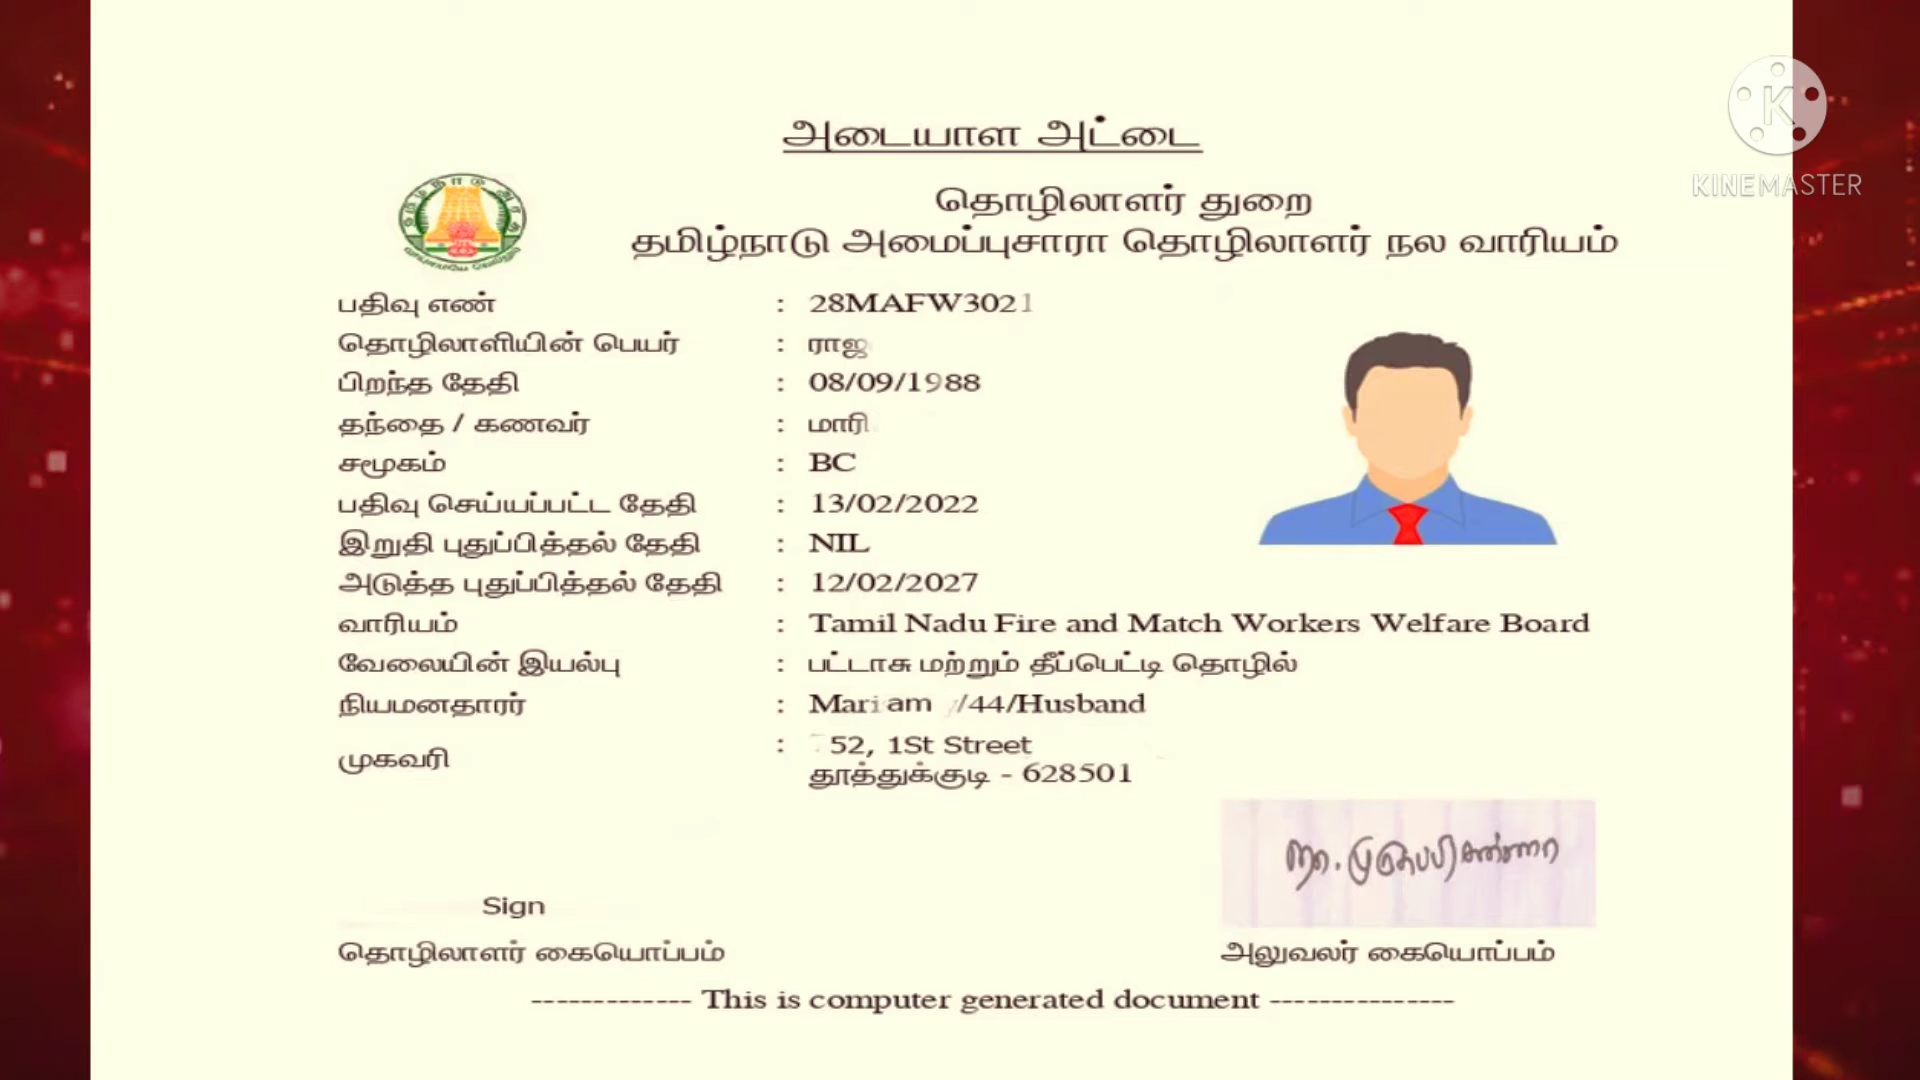 அடையாள அட்டை
தொழிலாளர் துறை
தமிழ்நாடு அமைப்புசாரா தொழிலாளர் நல வாரியம்
பதிவு எண் : 28MAFW3021
தொழிலாளியின் பெயர் : ராஜ
பிறந்த தேதி : 08/09/1988
தந்தை / கணவர் : மாரி
சமூகம் : BC
பதிவு செய்யப்பட்ட தேதி : 13/02/2022
இறுதி புதுப்பித்தல் தேதி : NIL
அடுத்த புதுப்பித்தல் தேதி : 12/02/2027
வாரியம் : Tamil Nadu Fire and Match Workers Welfare Board
வேலையின் இயல்பு : பட்டாசு மற்றும் தீப்பெட்டி தொழில்
நியமனதாரர் : Mariam /44/Husband
முகவரி : 52, 1St Street
தூத்துக்குடி - 628501
Sign
தொழிலாளர் கையொப்பம்
அலுவலர் கையொப்பம்
------------- This is computer generated document ---------------
K
KINEMASTER